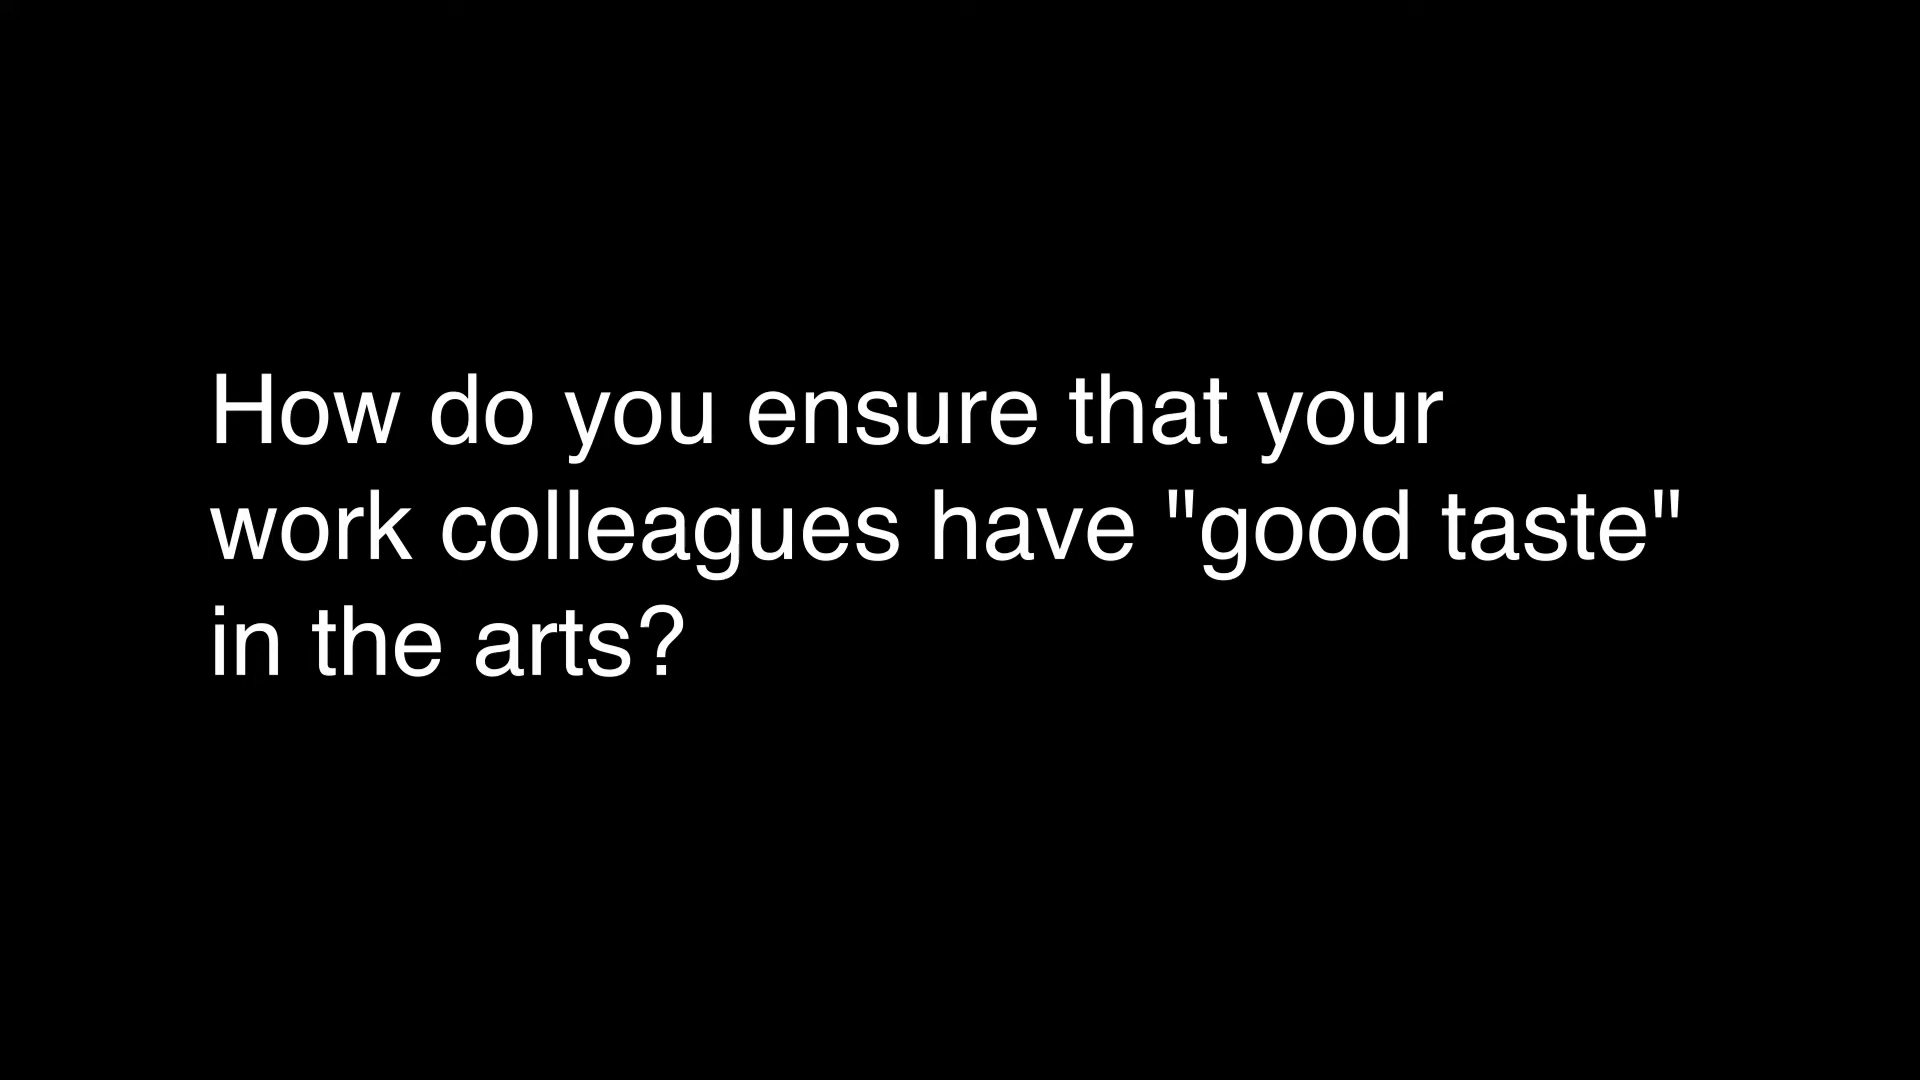 How do you ensure that your
work colleagues have "good taste"
in the arts?